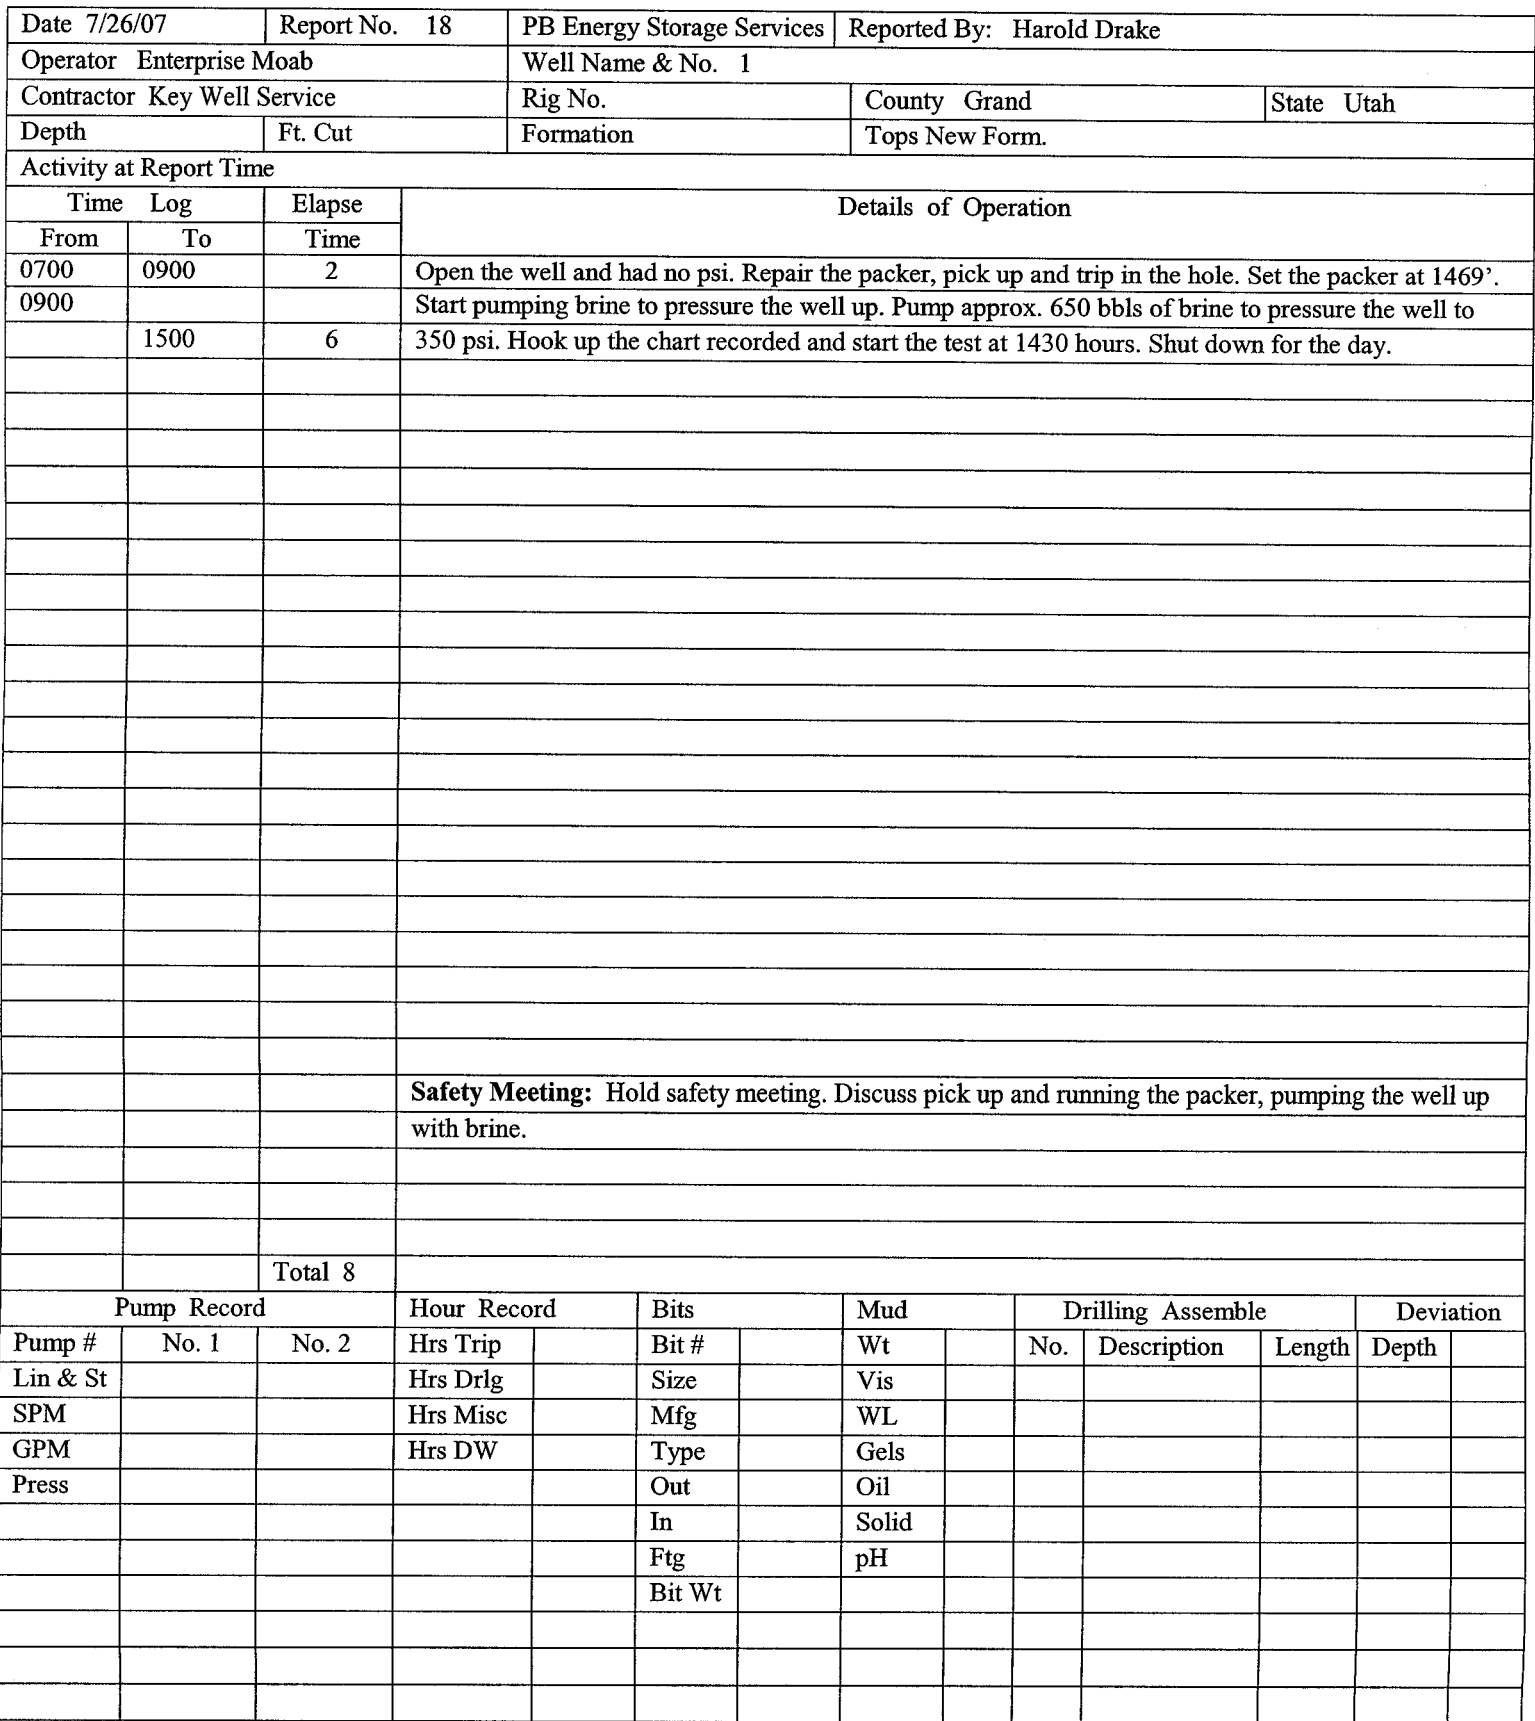 Date 7/26/07 Report No. 18 PB Energy Storage Services Reported By: Harold Drake
Operator Enterprise Moab Well Name & No. 1
Contractor Key Well Service Rig No. County Grand State Utah
Depth Ft. Cut Formation Tops New Form.
Activity at Report Time
Time Log Elapse Details of Operation
From To Time
0700 0900 2 Open the well and had no psi. Repair the packer, pick up and trip in the hole. Set the packer at 1469’.
0900 Start pumping brine to pressure the well up. Pump approx. 650 bbls of brine to pressure the well to
1500 6 350 psi. Hook up the chart recorded and start the test at 1430 hours. Shut down for the day.
Safety Meeting: Hold safety meeting. Discuss pick up and running the packer, pumping the well up
with brine.
Total 8
Pump Record Hour Record Bits Mud Drilling Assemble Deviation
Pump # No. 1 No. 2 Hrs Trip Bit # Wt No. Description Length Depth
Lin & St Hrs Drlg Size Vis
SPM Hrs Misc Mfg WL
GPM Hrs DW Type Gels
Press Out Oil
In Solid
Ftg pH
Bit Wt